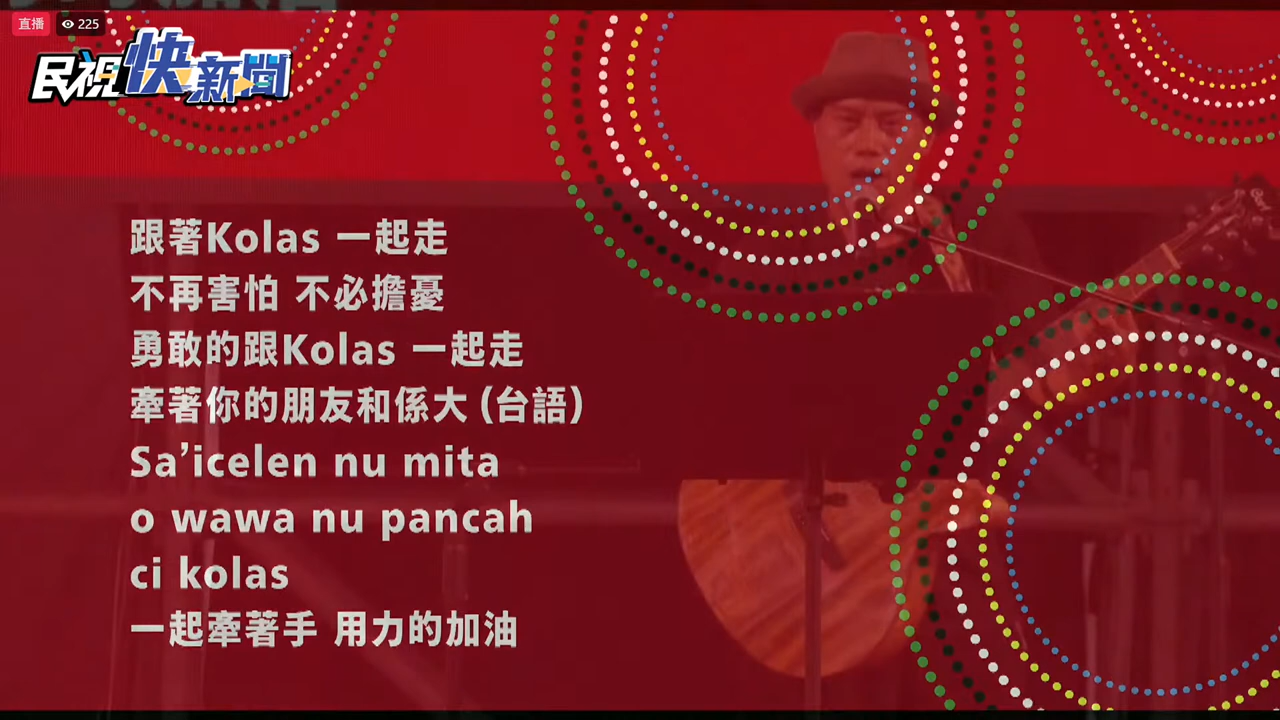 直播 225
民視快新聞
跟著Kolas 一起走
不再害怕 不必擔憂
勇敢的跟Kolas 一起走
牽著你的朋友和係大（台語）
Sa’icelen nu mita
o wawa nu pancah
ci kolas
一起牽著手 用力的加油